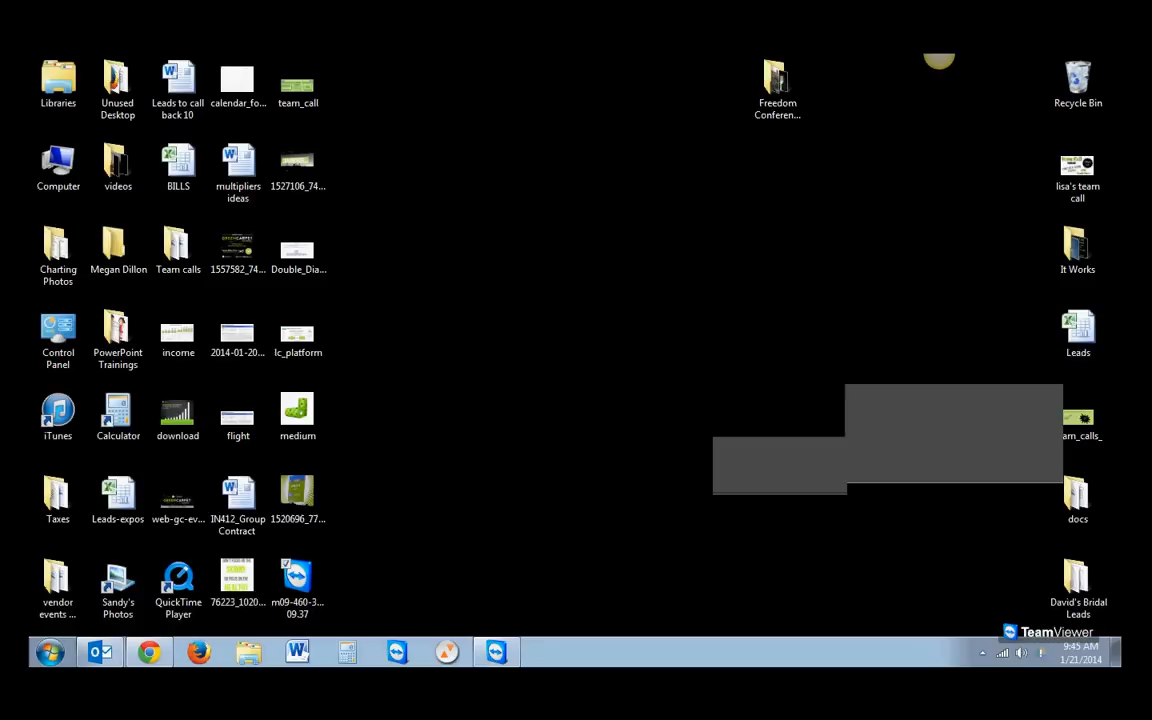 Libraries
Unused
Desktop
Leads to call
back 10
calendar_fo...
team_call
Freedom
Conferen...
Recycle Bin
Computer
videos
BILLS
multipliers
ideas
1527106_74...
lisa's team
call
Charting
Photos
Megan Dillon
Team calls
1557582_74...
Double_Dia...
It Works
Control
Panel
PowerPoint
Trainings
income
2014-01-20...
lc_platform
Leads
iTunes
Calculator
download
flight
medium
am_calls_
Taxes
Leads-expos
web-gc-ev...
IN412_Group
Contract
1520696_77...
docs
vendor
events ...
Sandy's
Photos
QuickTime
Player
76223_1020...
m09-460-3...
09.37
David's Bridal
Leads
TeamViewer
9:45 AM
1/21/2014